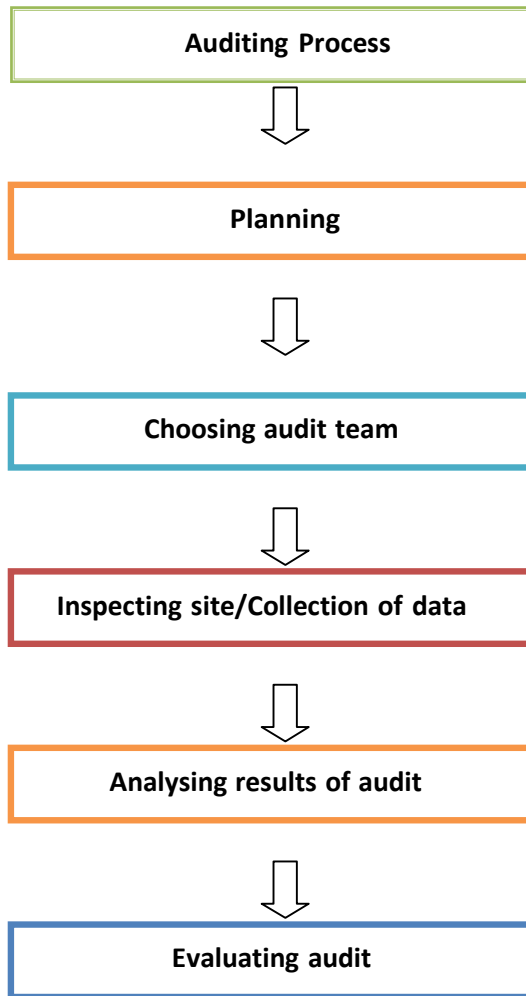 Auditing Process
Planning
Choosing audit team
Inspecting site/Collection of data
Analysing results of audit
Evaluating audit